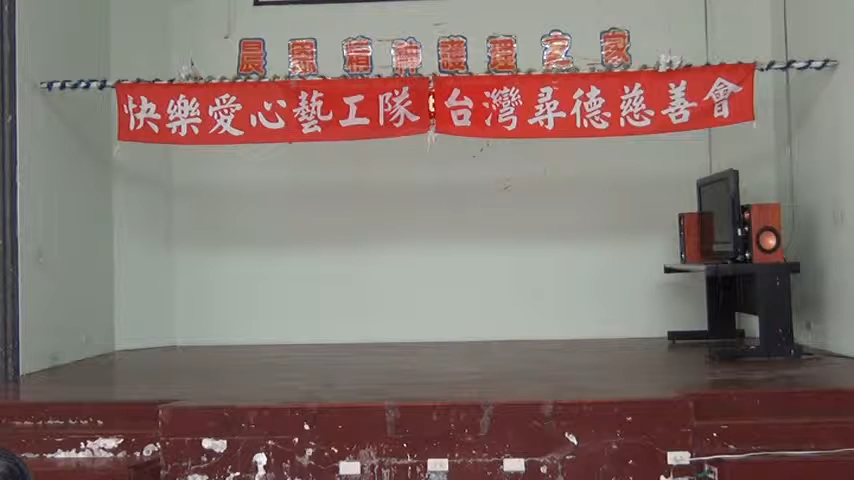 晨興精神護理之家
快樂愛心藝工隊 台灣尋德慈善會